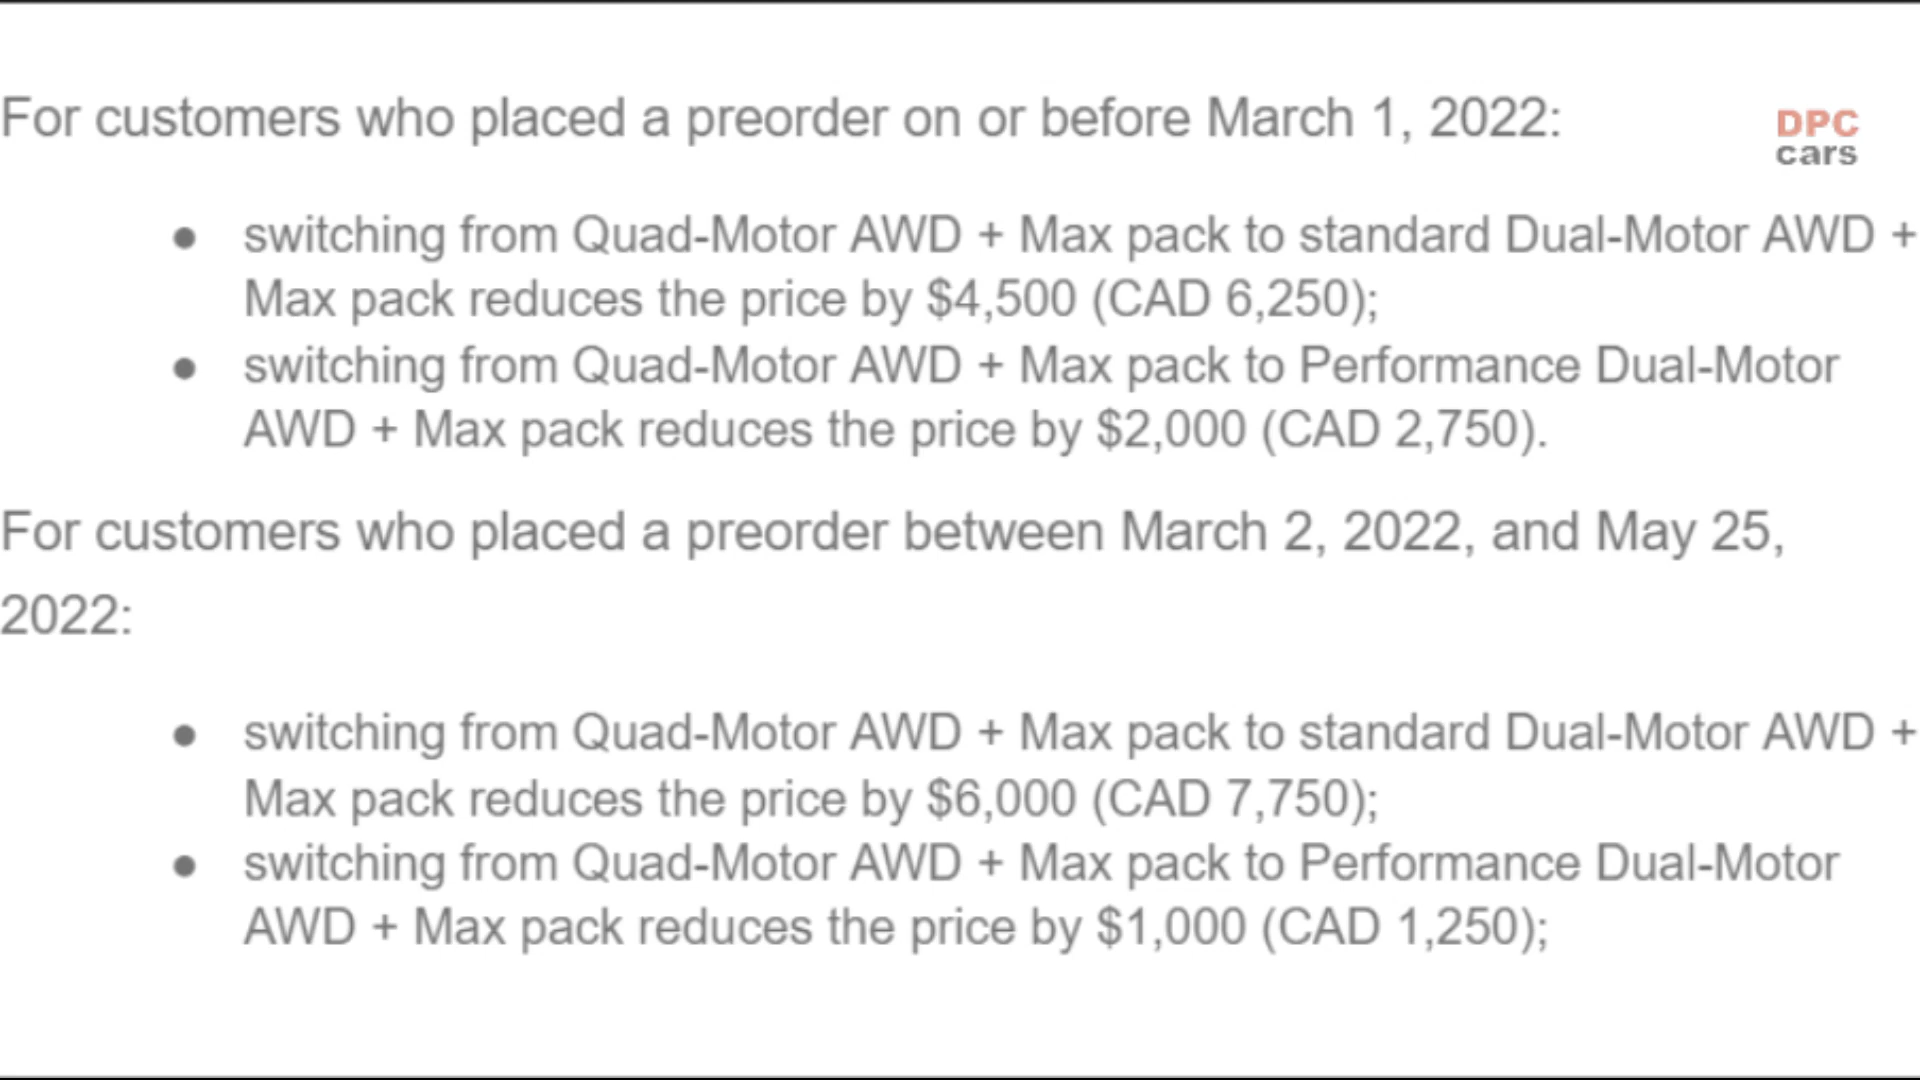 For customers who placed a preorder on or before March 1, 2022:
DPC
cars
● switching from Quad-Motor AWD + Max pack to standard Dual-Motor AWD +
Max pack reduces the price by $4,500 (CAD 6,250);
● switching from Quad-Motor AWD + Max pack to Performance Dual-Motor
AWD + Max pack reduces the price by $2,000 (CAD 2,750).
For customers who placed a preorder between March 2, 2022, and May 25,
2022:
● switching from Quad-Motor AWD + Max pack to standard Dual-Motor AWD +
Max pack reduces the price by $6,000 (CAD 7,750);
● switching from Quad-Motor AWD + Max pack to Performance Dual-Motor
AWD + Max pack reduces the price by $1,000 (CAD 1,250);